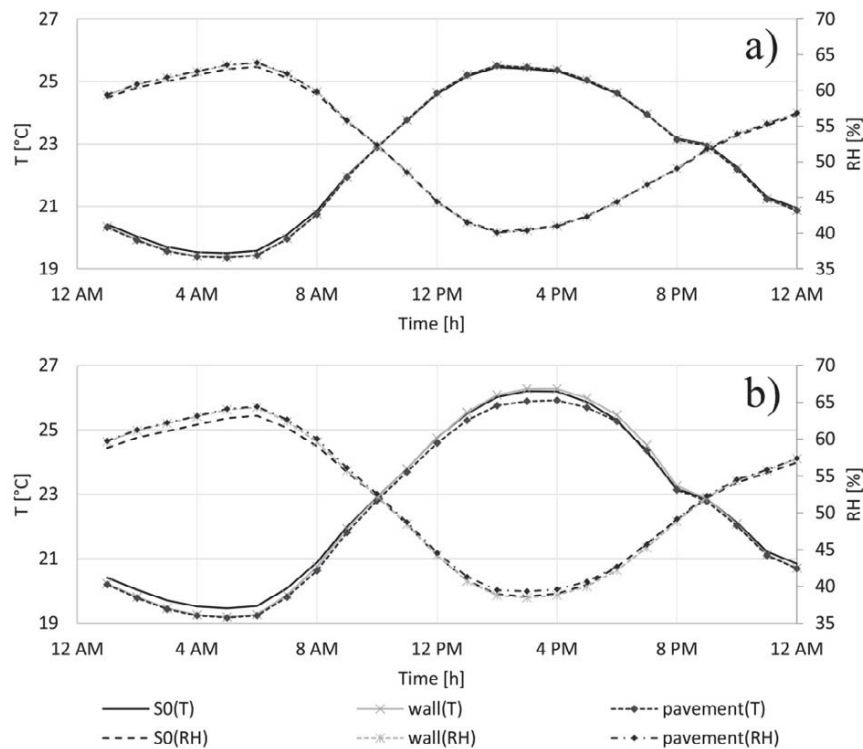 27
70
a)
65
25
60
55
T [°C]
23
50
RH [%]
45
21
40
19
35
12 AM 4 AM 8 AM 12 PM 4 PM 8 PM 12 AM
Time [h]
27
70
b)
65
25
60
55
T [°C]
23
50
RH [%]
45
21
40
19
35
12 AM 4 AM 8 AM 12 PM 4 PM 8 PM 12 AM
Time [h]
S0(T) wall(T) pavement(T)
S0(RH) wall(RH) pavement(RH)